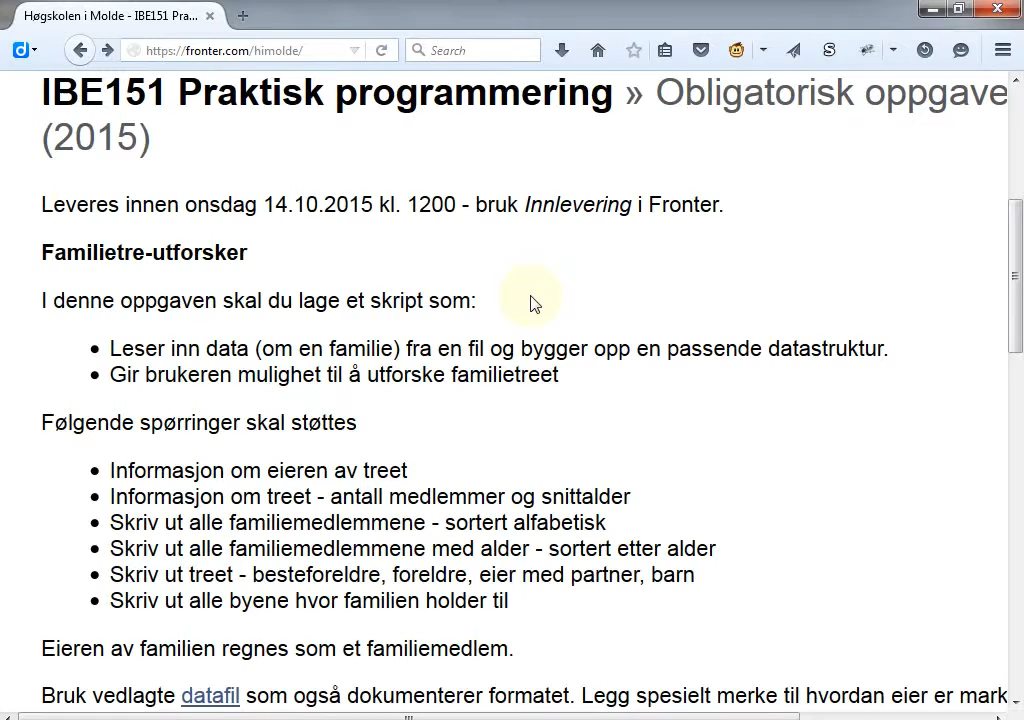 Høgskolen i Molde - IBE151 Pra...
https://fronter.com/himolde/
Search
IBE151 Praktisk programmering » Obligatorisk oppgave
(2015)
Leveres innen onsdag 14.10.2015 kl. 1200 - bruk Innlevering i Fronter.
Familietre-utforsker
I denne oppgaven skal du lage et skript som:
• Leser inn data (om en familie) fra en fil og bygger opp en passende datastruktur.
• Gir brukeren mulighet til å utforske familietreet
Følgende spørringer skal støttes
• Informasjon om eieren av treet
• Informasjon om treet - antall medlemmer og snittalder
• Skriv ut alle familiemedlemmene - sortert alfabetisk
• Skriv ut alle familiemedlemmene med alder - sortert etter alder
• Skriv ut treet - besteforeldre, foreldre, eier med partner, barn
• Skriv ut alle byene hvor familien holder til
Eieren av familien regnes som et familiemedlem.
Bruk vedlagte datafil som også dokumenterer formatet. Legg spesielt merke til hvordan eier er mark